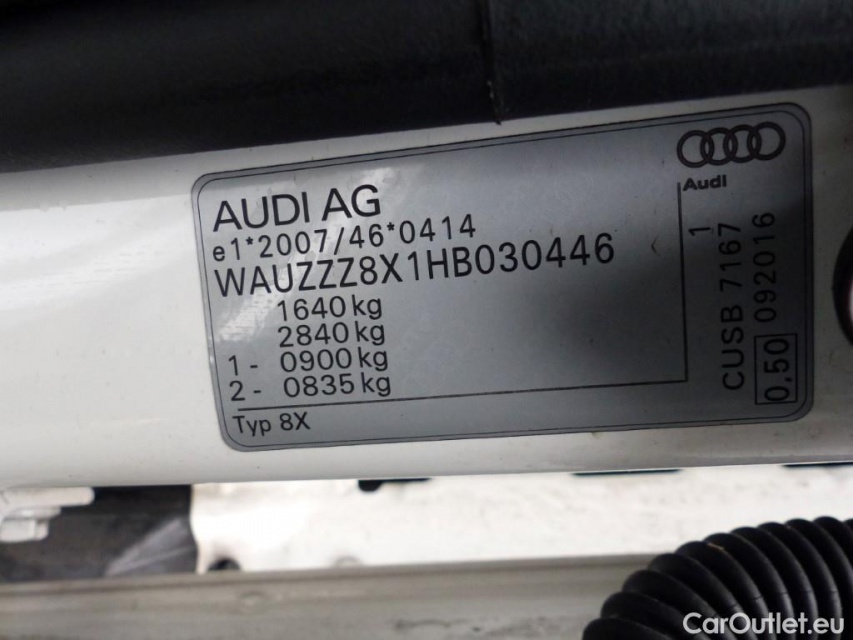 Audi
AUDI AG
e1*2007/46*0414
WAUZZZ8X1HB030446
1640 kg
2840 kg
1 - 0900 kg
2 - 0835 kg
Typ 8X
1
CUSB 7167
0,50 092016
CarOutlet.eu